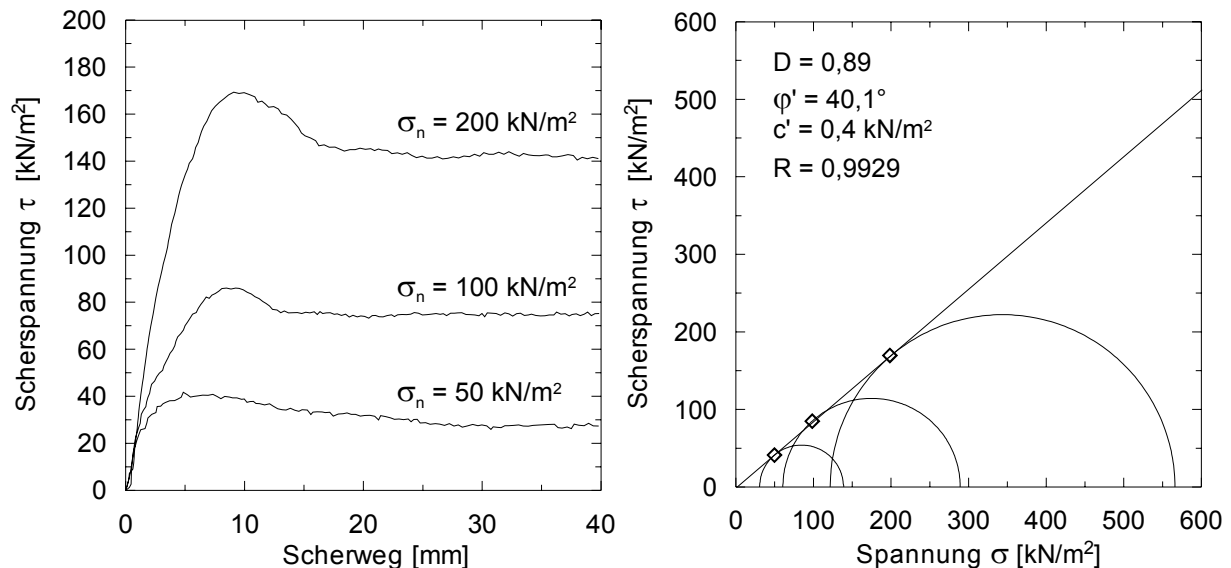 Scherspannung τ [kN/m²]
200
180
160
140
120
100
80
60
40
20
0
σn = 200 kN/m²
σn = 100 kN/m²
σn = 50 kN/m²
0
10
20
30
40
Scherweg [mm]
Scherspannung τ [kN/m²]
600
500
400
300
200
100
0
D = 0,89
φ' = 40,1°
c' = 0,4 kN/m²
R = 0,9929
0
100
200
300
400
500
600
Spannung σ [kN/m²]